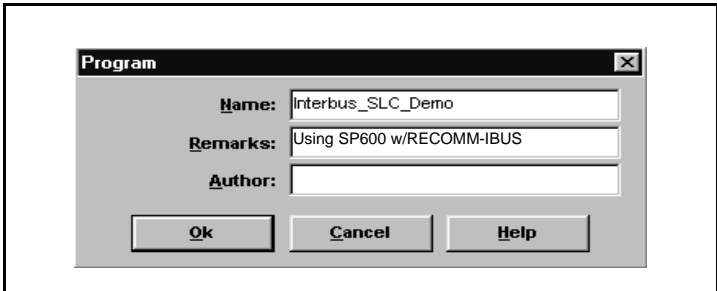 Program
Name: Interbus_SLC_Demo
Remarks: Using SP600 w/RECOMM-IBUS
Author:
Ok Cancel Help